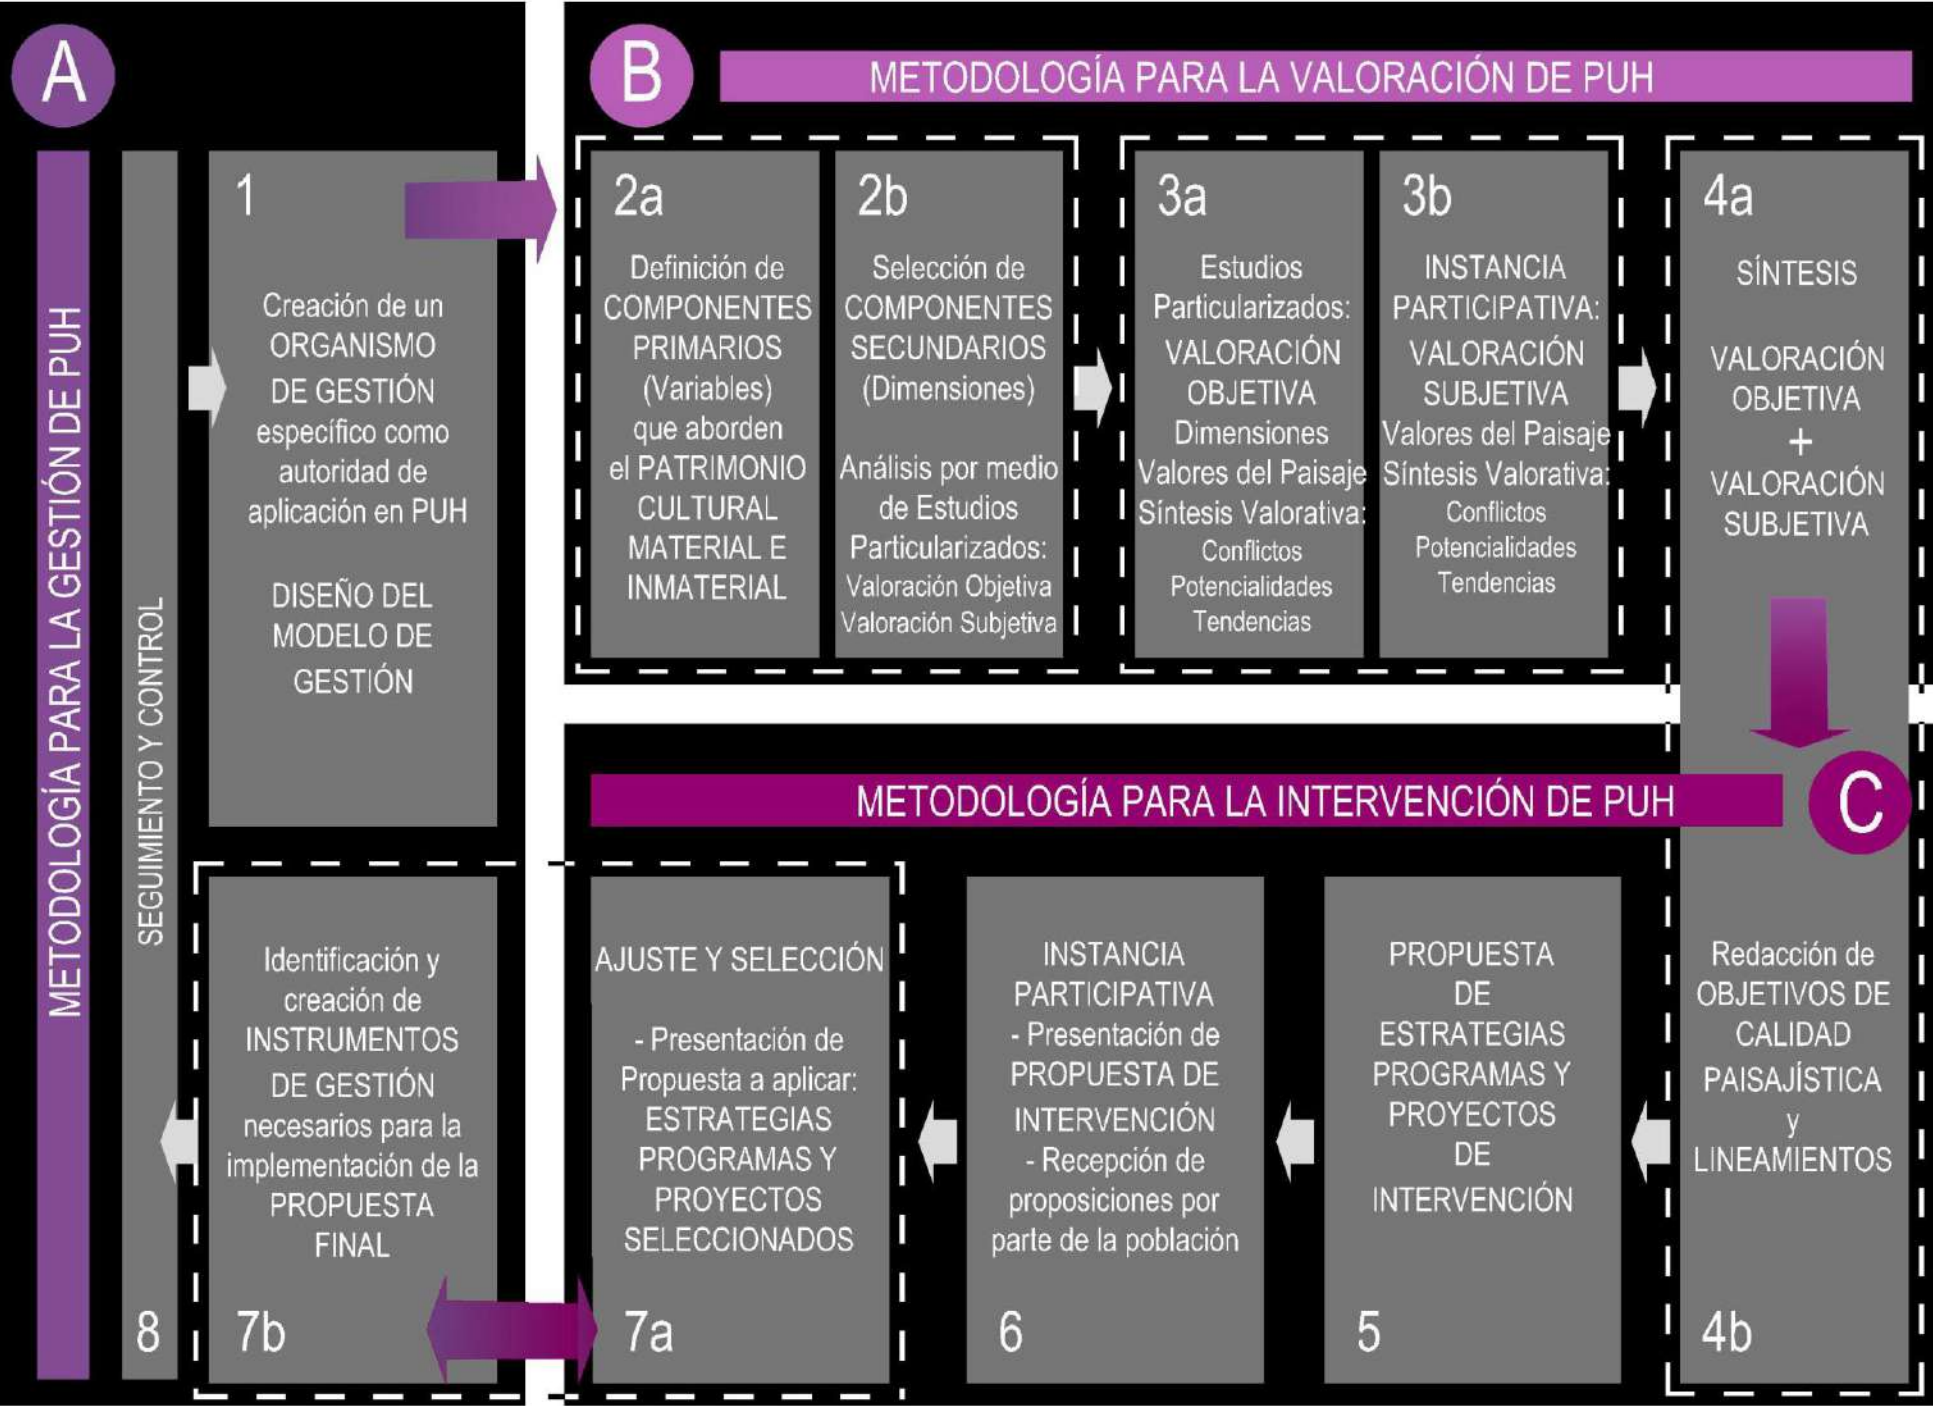 A
METODOLOGÍA PARA LA GESTIÓN DE PUH
SEGUIMIENTO Y CONTROL
8
1
Creación de un
ORGANISMO
DE GESTIÓN
específico como
autoridad de
aplicación en PUH
DISEÑO DEL
MODELO DE
GESTIÓN
B
METODOLOGÍA PARA LA VALORACIÓN DE PUH
2a
Definición de
COMPONENTES
PRIMARIOS
(Variables)
que aborden
el PATRIMONIO
CULTURAL
MATERIAL E
INMATERIAL
2b
Selección de
COMPONENTES
SECUNDARIOS
(Dimensiones)
Análisis por medio
de Estudios
Particularizados:
Valoración Objetiva
Valoración Subjetiva
3a
Estudios
Particularizados:
VALORACIÓN
OBJETIVA
Dimensiones
Valores del Paisaje
Síntesis Valorativa:
Conflictos
Potencialidades
Tendencias
3b
INSTANCIA
PARTICIPATIVA:
VALORACIÓN
SUBJETIVA
Valores del Paisaje
Síntesis Valorativa:
Conflictos
Potencialidades
Tendencias
4a
SÍNTESIS
VALORACIÓN
OBJETIVA
+
VALORACIÓN
SUBJETIVA
METODOLOGÍA PARA LA INTERVENCIÓN DE PUH
C
Redacción de
OBJETIVOS DE
CALIDAD
PAISAJÍSTICA
y
LINEAMIENTOS
4b
PROPUESTA
DE
ESTRATEGIAS
PROGRAMAS Y
PROYECTOS
DE
INTERVENCIÓN
5
INSTANCIA
PARTICIPATIVA
- Presentación de
PROPUESTA DE
INTERVENCIÓN
- Recepción de
proposiciones por
parte de la población
6
AJUSTE Y SELECCIÓN
- Presentación de
Propuesta a aplicar:
ESTRATEGIAS
PROGRAMAS Y
PROYECTOS
SELECCIONADOS
7a
Identificación y
creación de
INSTRUMENTOS
DE GESTIÓN
necesarios para la
implementación de la
PROPUESTA
FINAL
7b